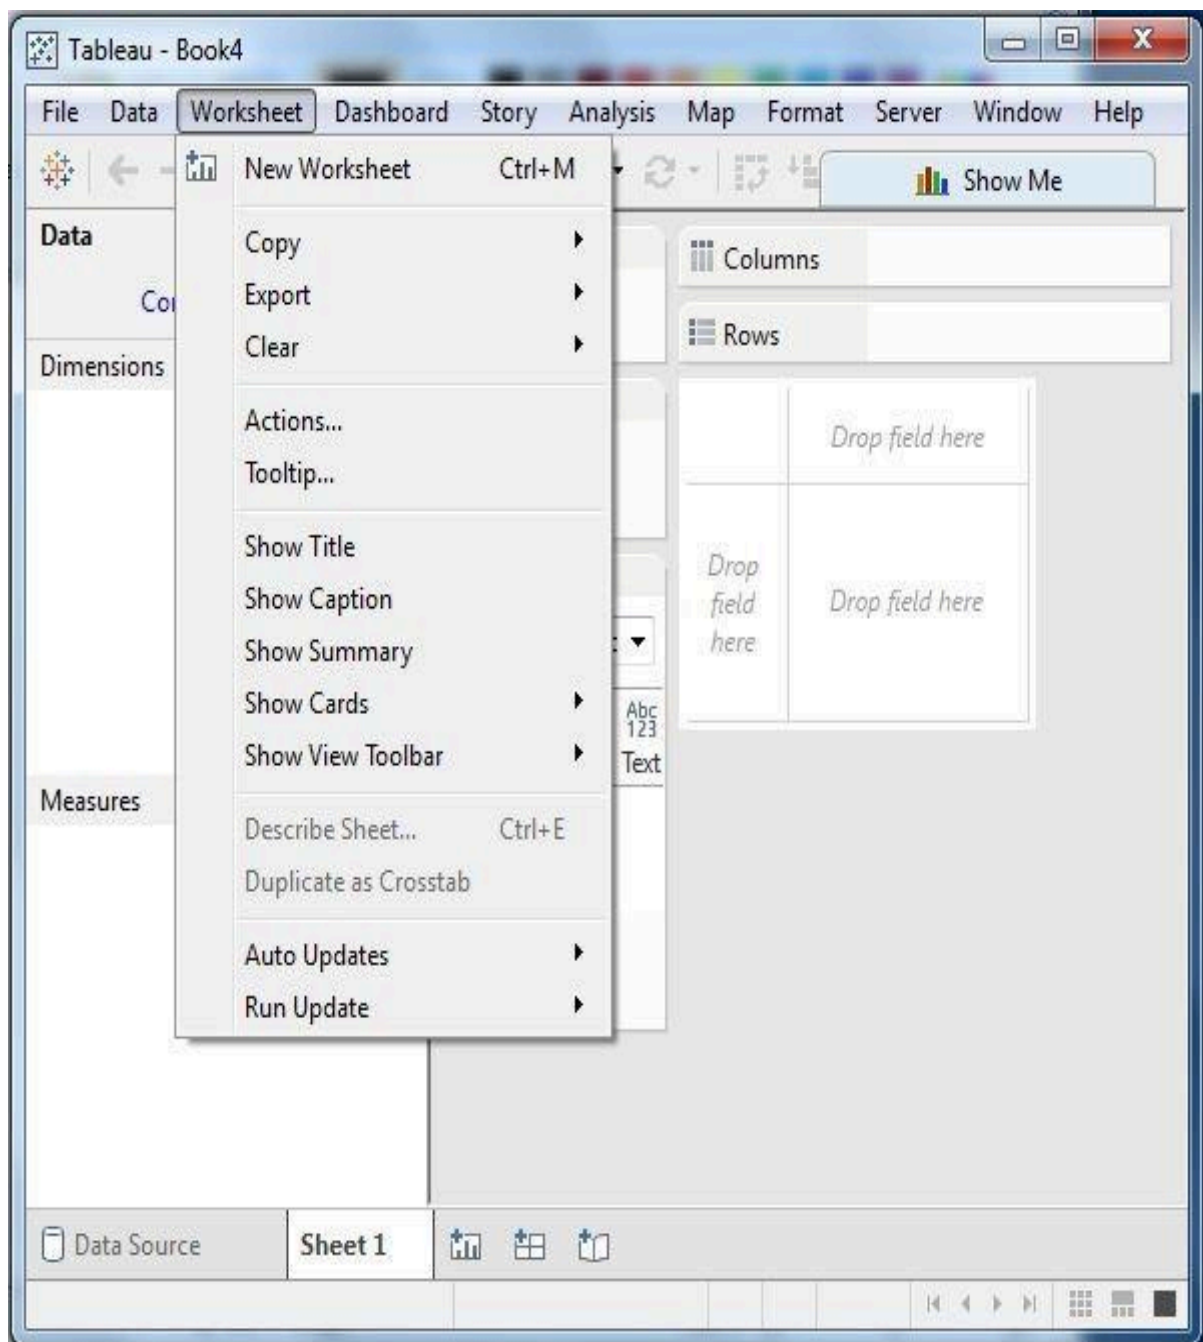 Tableau - Book4
File Data Worksheet Dashboard Story Analysis Map Format Server Window Help
New Worksheet Ctrl+M
Show Me
Data
Copy
Columns
Export
Rows
Clear
Dimensions
Actions...
Drop field here
Tooltip...
Show Title
Show Caption
Show Summary
Drop
field
here
Drop field here
Show Cards
Abc
123
Show View Toolbar
Text
Measures
Describe Sheet... Ctrl+E
Duplicate as Crosstab
Auto Updates
Run Update
Data Source Sheet 1